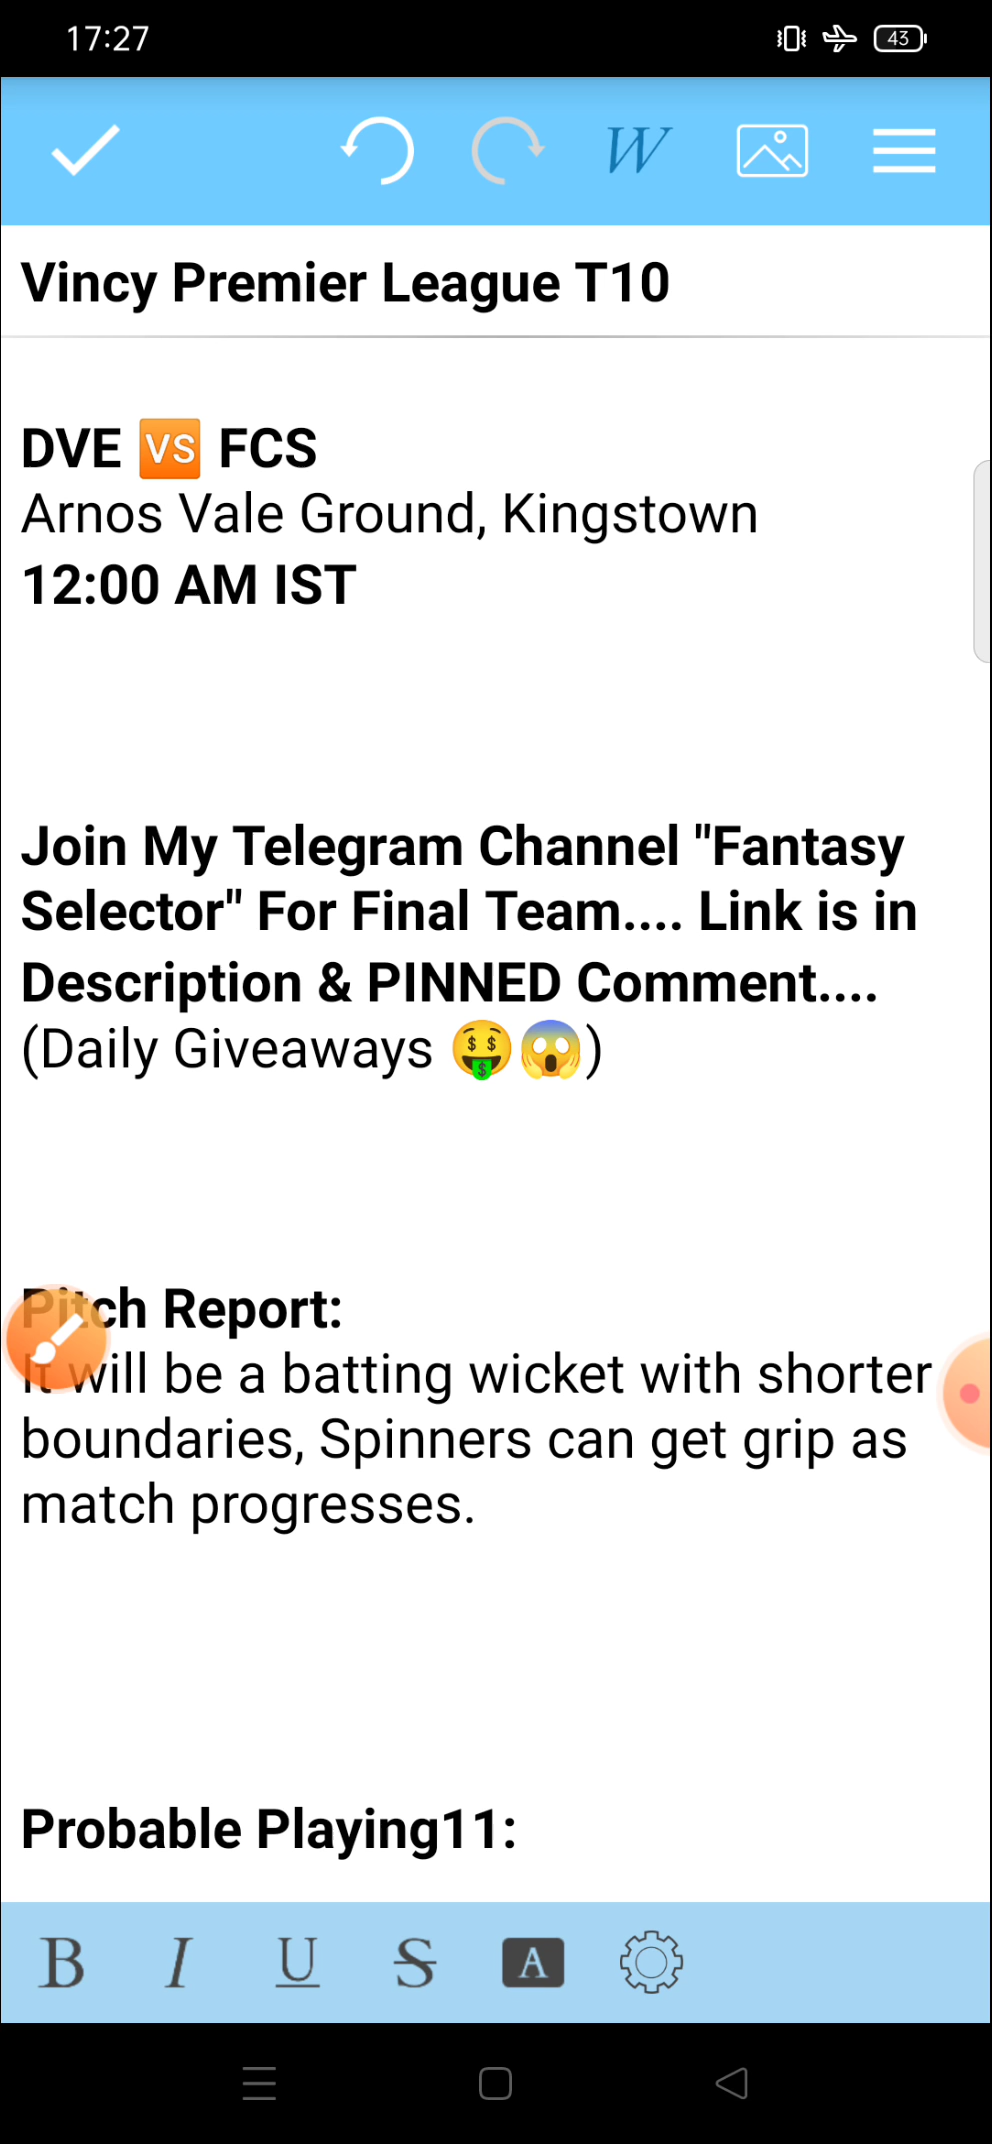 17:27
43
W
Vincy Premier League T10
DVE 🆚 FCS
Arnos Vale Ground, Kingstown
12:00 AM IST
Join My Telegram Channel "Fantasy
Selector" For Final Team.... Link is in
Description & PINNED Comment....
(Daily Giveaways 🤑😱)
Pitch Report:
It will be a batting wicket with shorter
boundaries, Spinners can get grip as
match progresses.
Probable Playing11:
B I U S A